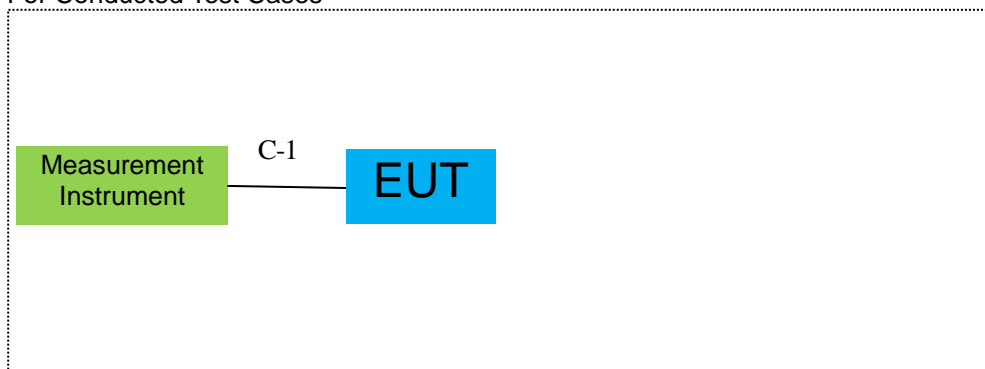 For Conducted Test Cases
C-1
Measurement
Instrument
EUT